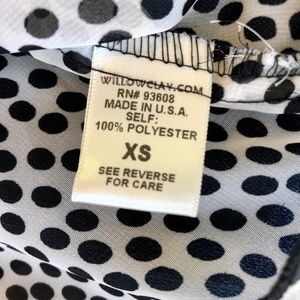 WILLOWCLAY.COM
RN# 93608
MADE IN U.S.A.
SELF:
100% POLYESTER
XS
SEE REVERSE
FOR CARE